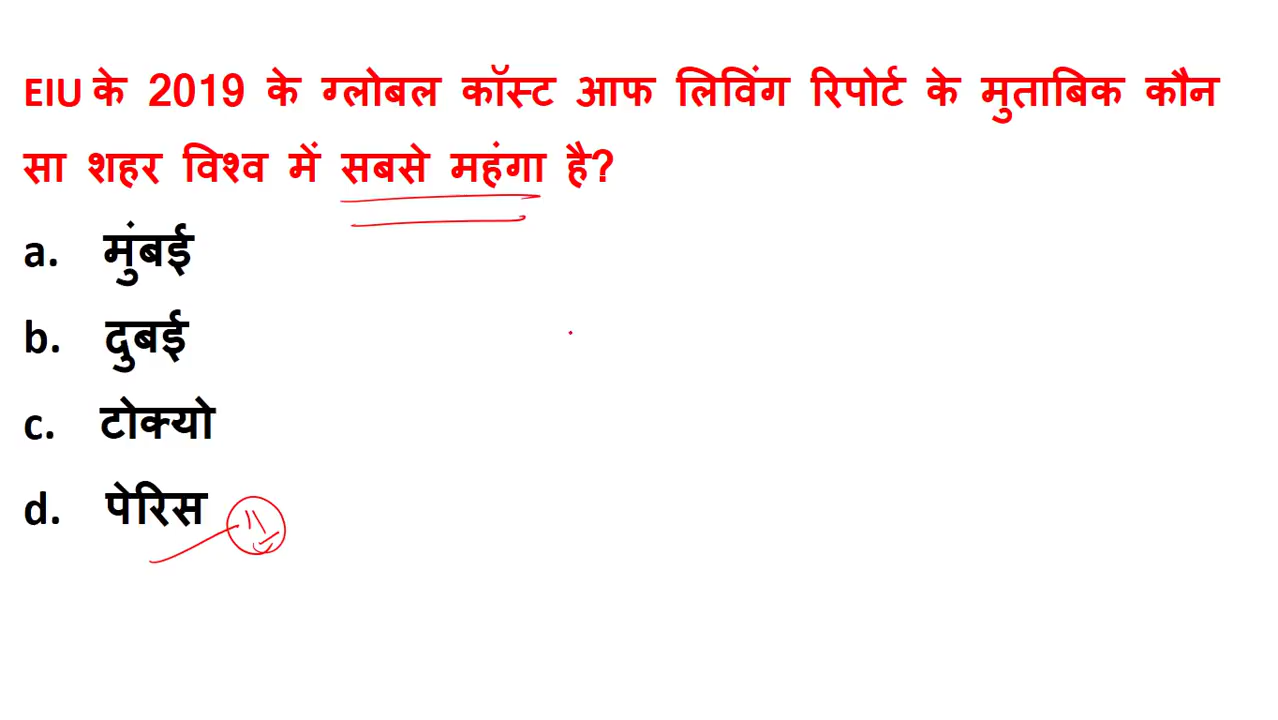 EIU के 2019 के ग्लोबल कॉस्ट आफ लिविंग रिपोर्ट के मुताबिक कौन
सा शहर विश्व में सबसे महंगा है?
a. मुंबई
b. दुबई
c. टोक्यो
d. पेरिस